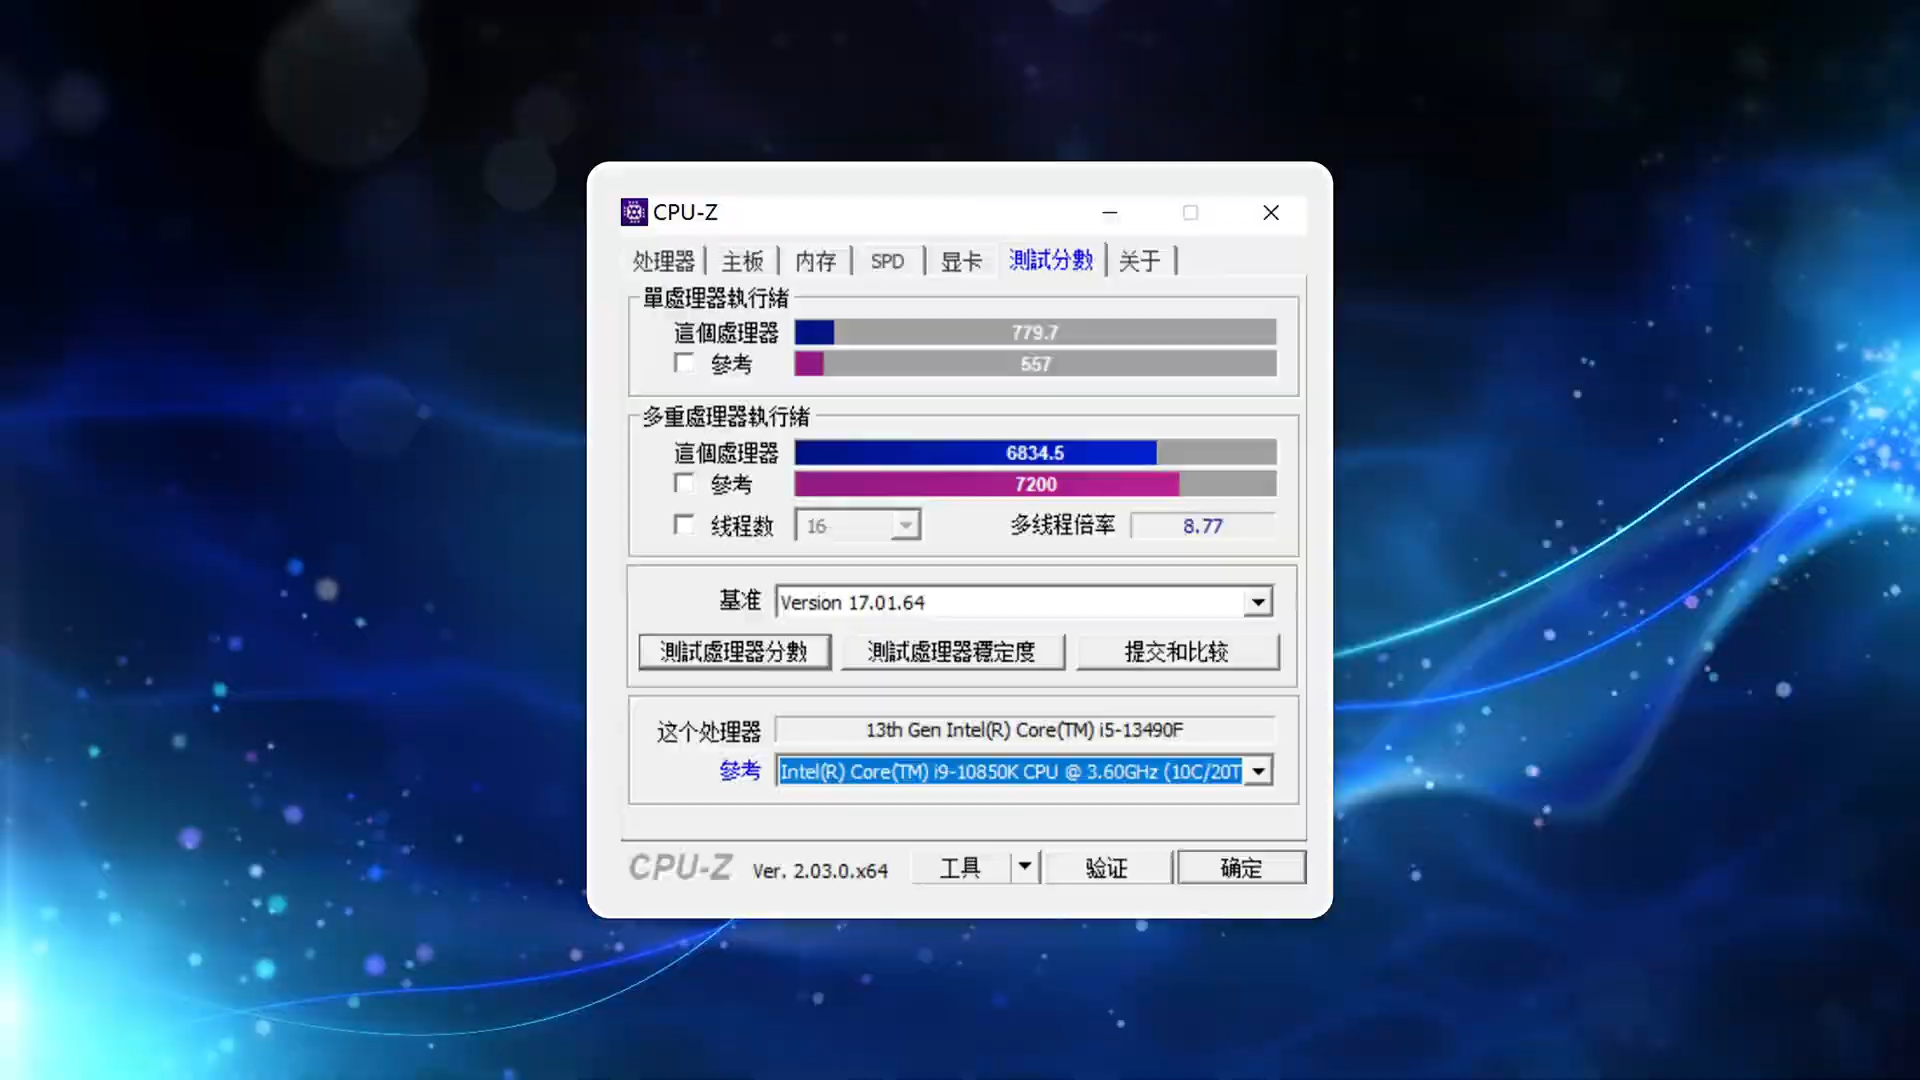 CPU-Z
处理器 主板 内存 SPD 显卡 測試分數 关于
單處理器執行緒
這個處理器 779.7
參考 557
多重處理器執行緒
這個處理器 6834.5
參考 7200
线程数 16 多线程倍率 8.77
基准 Version 17.01.64
測試處理器分數 測試處理器穩定度 提交和比较
这个处理器 13th Gen Intel(R) Core(TM) i5-13490F
參考 Intel(R) Core(TM) i9-10850K CPU @ 3.60GHz (10C/20T
CPU-Z Ver. 2.03.0.x64 工具 验证 确定